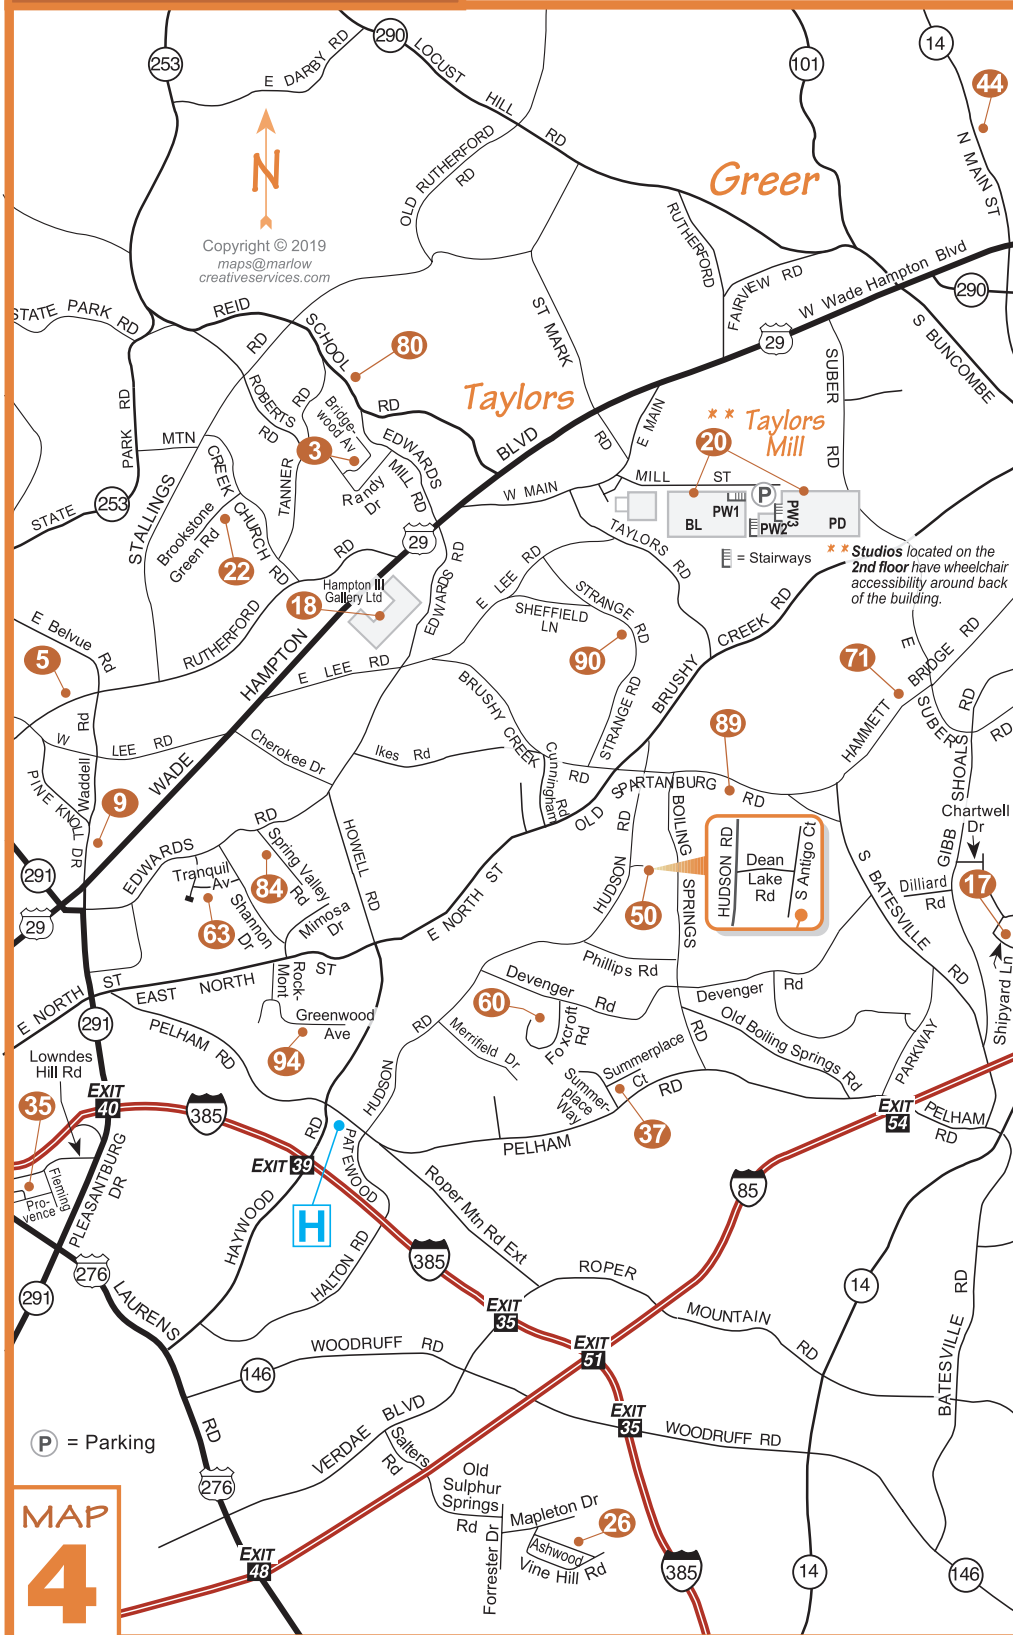 253
290
LOCUST
HILL
RD
E DARBY RD
101
14
44
N MAIN ST
N
OLD RUTHERFORD
RD
Greer
Copyright © 2019
maps@marlow
creativeservices.com
RUTHERFORD
FAIRVIEW RD
W Wade Hampton Blvd
290
29
S BUNCOMBE
STATE PARK RD
REID
SCHOOL
RD
80
ST MARK
RD
SUBER
RD
Taylors
ROBERTS
RD
RD
Bridge-
wood Av
EDWARDS
MILL RD
BLVD
E MAIN
** Taylors
Mill
20
3
PARK RD
MTN
CREEK
CHURCH
RD
TANNER
RD
Randy
Dr
W MAIN
MILL ST
P
PW1
PW2
PW3
BL
PD
= Stairways
** Studios located on the
2nd floor have wheelchair
accessibility around back
of the building.
253
STATE
STALLINGS
Brookstone
Green Rd
22
RD
29
Hampton III
Gallery Ltd
18
RUTHERFORD
HAMPTON
EDWARDS RD
E LEE RD
TAYLORS
RD
STRANGE RD
SHEFFIELD
LN
90
BRUSHY CREEK RD
E Belvue Rd
5
E LEE RD
BRUSHY CREEK
RD
STRANGE RD
71
HAMMETT BRIDGE RD
E
SUBER
RD
W LEE RD
Waddell Rd
PINE KNOLL DR
WADE
Cherokee Dr
Ikes Rd
Cunningham
Rd
OLD SPARTANBURG RD
89
GIBB SHOALS RD
Chartwell
Dr
9
291
29
EDWARDS RD
Tranquil
Av
84
Spring Valley
Rd
63
Shannon
Dr
Mimosa
Dr
HOWELL RD
E NORTH ST
HUDSON RD
50
BOILING SPRINGS RD
HUDSON RD
Dean
Lake
Rd
S Antigo Ct
S BATESVILLE RD
Dilliard
Rd
17
Shipyard Ln
E NORTH ST
EAST NORTH ST
Rock-
Mont
Greenwood
Ave
94
Phillips Rd
Devenger Rd
Devenger Rd
60
Foxcroft
Rd
Merrifield Dr
Old Boiling Springs Rd
PARKWAY
291
PELHAM RD
Lowndes
Hill Rd
EXIT
40
385
35
Fleming
Pro-
vence
PLEASANTBURG
DR
HUDSON RD
Summerplace
Ct
Summer-
place
Way
37
PELHAM RD
EXIT
54
PELHAM
RD
EXIT 39
PATEWOOD
H
HAYWOOD RD
HALTON RD
Roper Mtn Rd Ext
385
85
276
291
LAURENS
RD
ROPER
MOUNTAIN
RD
14
EXIT
35
EXIT
51
WOODRUFF RD
146
VERDAE BLVD
Salters
Rd
EXIT
35
WOODRUFF RD
BATESVILLE RD
P = Parking
276
Old
Sulphur
Springs
Rd
Forrester Dr
Mapleton Dr
26
Ashwood
Vine Hill Rd
MAP
4
EXIT
48
385
14
146